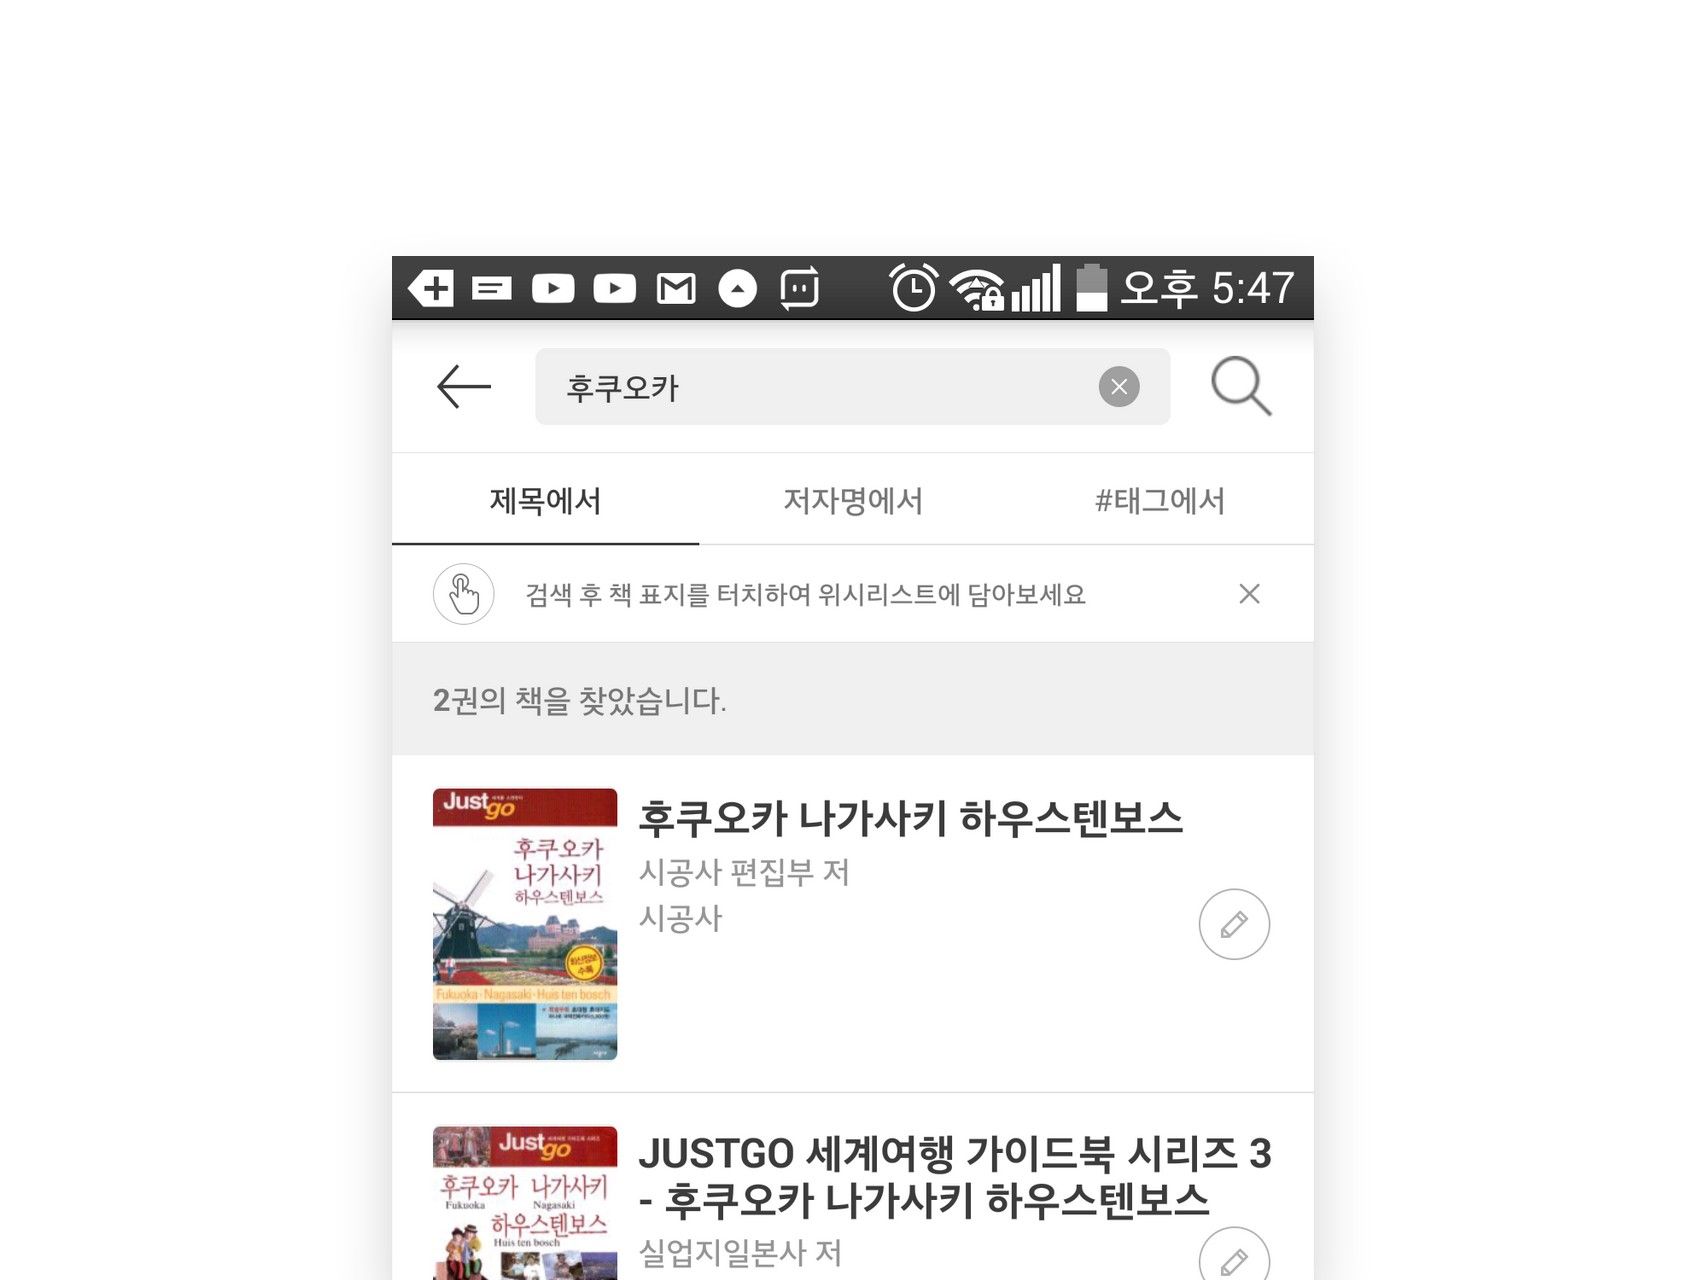 오후 5:47
후쿠오카
제목에서 저자명에서 #태그에서
검색 후 책 표지를 터치하여 위시리스트에 담아보세요
2권의 책을 찾았습니다.
Just go
후쿠오카
나가사키
하우스텐보스
최신정보
수록
Fukuoka·Nagasaki·Huis ten bosch
후쿠오카 나가사키 하우스텐보스
시공사 편집부 저
시공사
Just go
후쿠오카 나가사키
Fukuoka Nagasaki
하우스텐보스
Huis ten bosch
JUSTGO 세계여행 가이드북 시리즈 3
- 후쿠오카 나가사키 하우스텐보스
실업지일본사 저